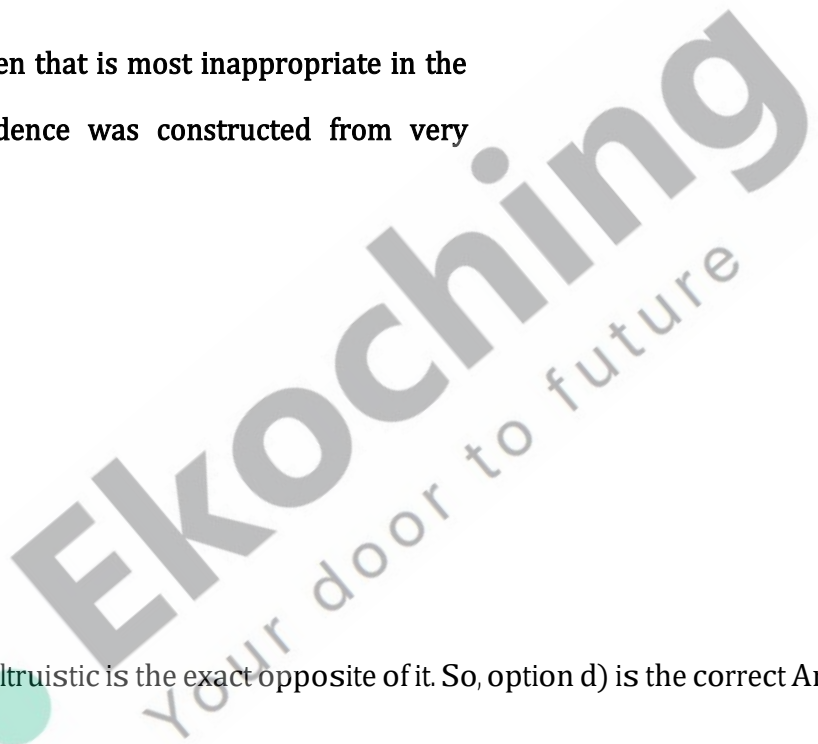 en that is most inappropriate in the
dence was constructed from very
Ekoching
Your door to future
ltruistic is the exact opposite of it. So, option d) is the correct